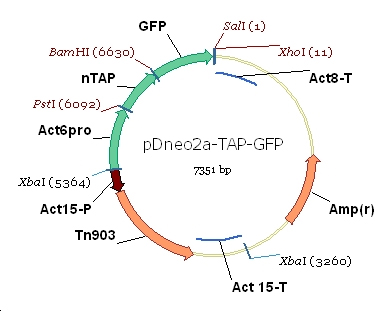 GFP
SalI (1)
BamHI (6630)
XhoI (11)
nTAP
Act8-T
PstI (6092)
Act6pro
pDneo2a-TAP-GFP
7351 bp
XbaI (5364)
Act15-P
Amp(r)
Tn903
XbaI (3260)
Act 15-T